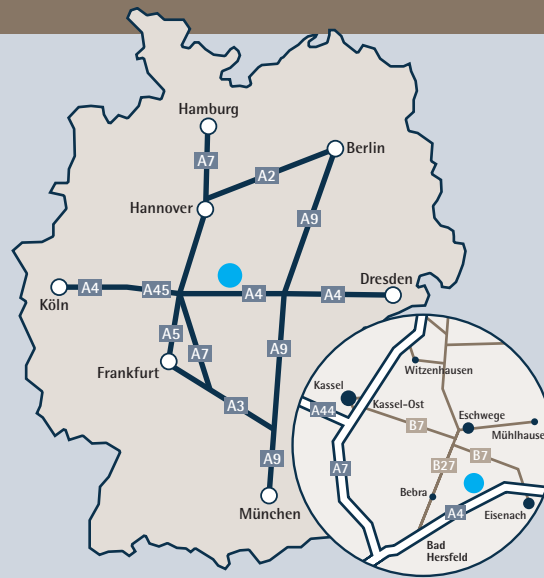 Hamburg
A7
A2
Berlin
Hannover
A9
Köln
A4
A45
A4
A4
Dresden
A5
A7
A9
Frankfurt
A3
A9
München
Witzenhausen
Kassel
A44
Kassel-Ost
Eschwege
B7
Mühlhause
B7
B27
A7
Bebra
A4
Eisenach
Bad
Hersfeld